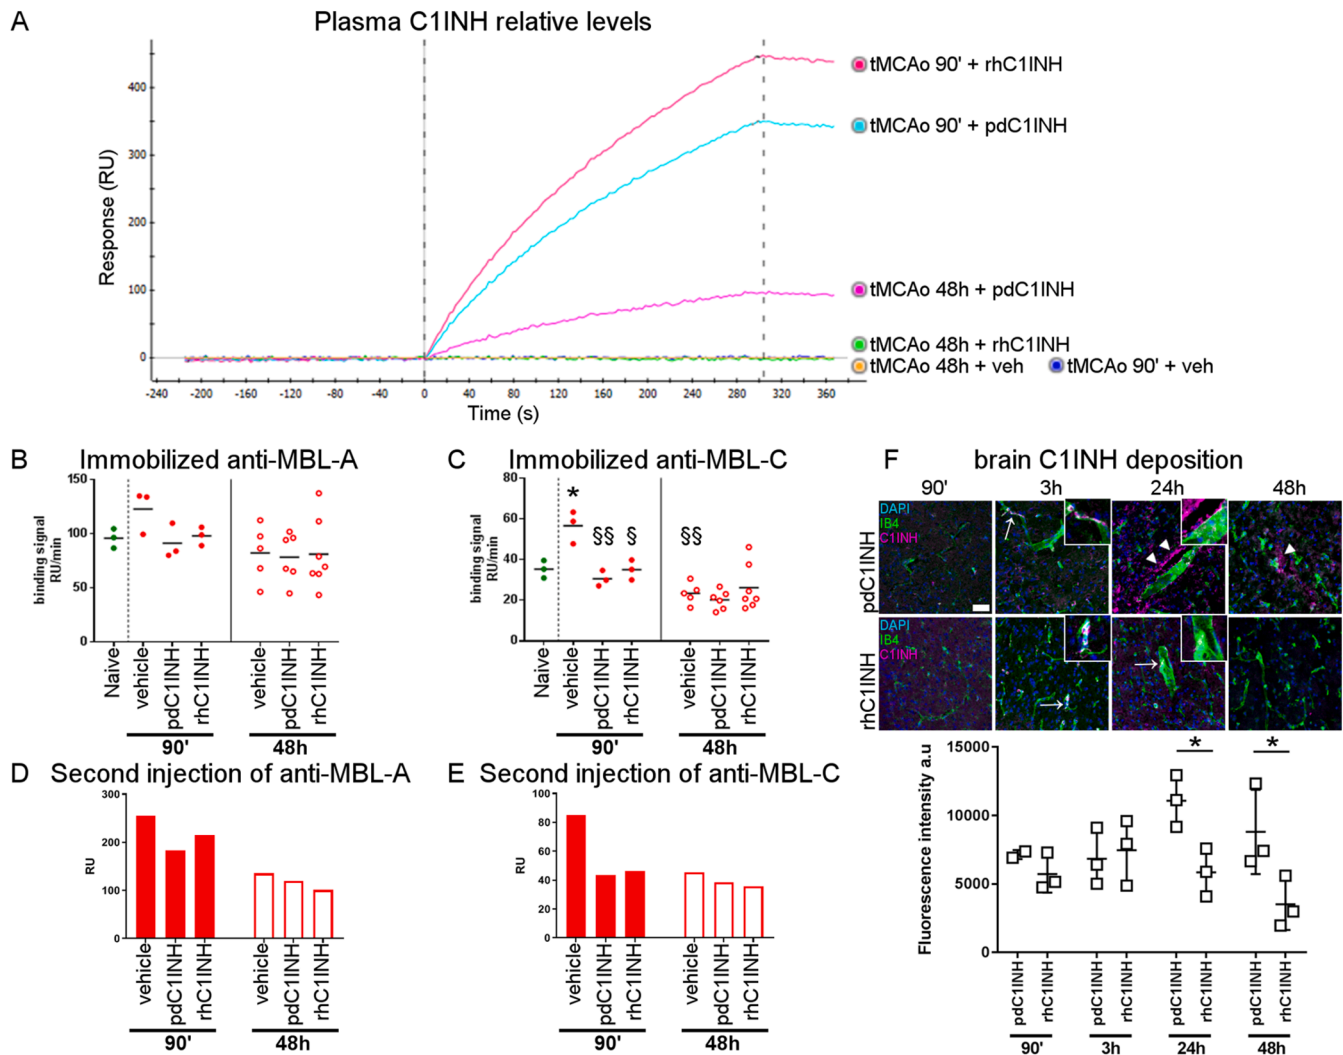 A
Plasma C1INH relative levels
Response (RU)
400
300
200
100
0
-240 -200 -160 -120 -80 -40 0 40 80 120 160 200 240 280 320 360
Time (s)
tMCAo 90' + rhC1INH
tMCAo 90' + pdC1INH
tMCAo 48h + pdC1INH
tMCAo 48h + rhC1INH
tMCAo 48h + veh
tMCAo 90' + veh
B
Immobilized anti-MBL-A
binding signal
RU/min
150
100
50
0
Naive
vehicle
pdC1INH
rhC1INH
vehicle
pdC1INH
rhC1INH
90'
48h
C
Immobilized anti-MBL-C
binding signal
RU/min
80
60
40
20
0
*
§§
§
§§
Naive
vehicle
pdC1INH
rhC1INH
vehicle
pdC1INH
rhC1INH
90'
48h
D
Second injection of anti-MBL-A
RU
300
200
100
0
vehicle
pdC1INH
rhC1INH
vehicle
pdC1INH
rhC1INH
90'
48h
E
Second injection of anti-MBL-C
RU
100
80
60
40
20
0
vehicle
pdC1INH
rhC1INH
vehicle
pdC1INH
rhC1INH
90'
48h
F
brain C1INH deposition
90' 3h 24h 48h
pdC1INH
DAPI
IB4
C1INH
rhC1INH
DAPI
IB4
C1INH
Fluorescence intensity a.u
15000
10000
5000
0
*
*
pdC1INH
rhC1INH
pdC1INH
rhC1INH
pdC1INH
rhC1INH
pdC1INH
rhC1INH
90'
3h
24h
48h